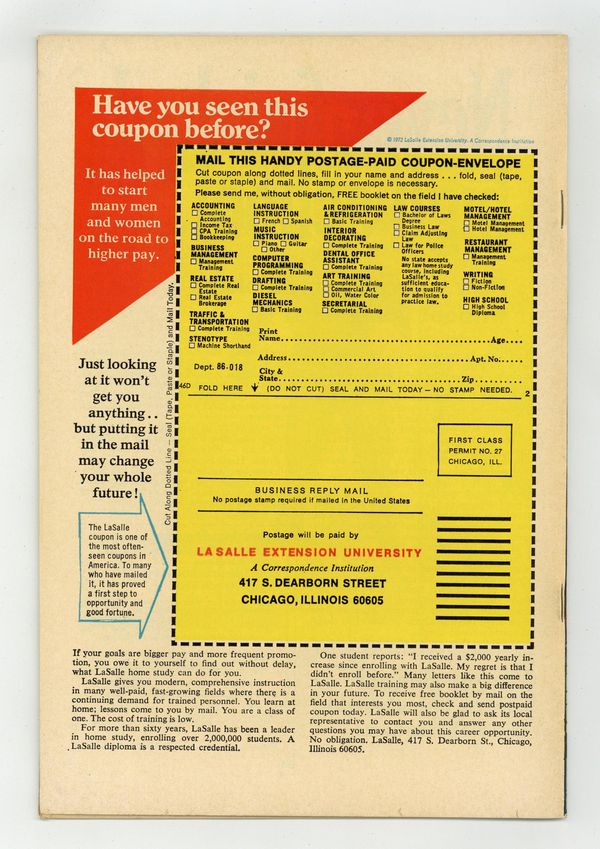 Have you seen this
coupon before?
© 1972 LaSalle Extension University. A Correspondence Institution
It has helped
to start
many men
and women
on the road to
higher pay.
MAIL THIS HANDY POSTAGE-PAID COUPON-ENVELOPE
Cut coupon along dotted lines, fill in your name and address . . . fold, seal (tape,
paste or staple) and mail. No stamp or envelope is necessary.
Please send me, without obligation, FREE booklet on the field I have checked:
ACCOUNTING
Complete
Accounting
Income Tax
CPA Training
Bookkeeping
BUSINESS
MANAGEMENT
Management
Training
REAL ESTATE
Complete Real
Estate
Real Estate
Brokerage
TRAFFIC &
TRANSPORTATION
Complete Training
STENOTYPE
Machine Shorthand
LANGUAGE
INSTRUCTION
French Spanish
MUSIC
INSTRUCTION
Piano Guitar
Other
COMPUTER
PROGRAMMING
Complete Training
DRAFTING
Complete Training
DIESEL
MECHANICS
Basic Training
AIR CONDITIONING
& REFRIGERATION
Basic Training
INTERIOR
DECORATING
Complete Training
DENTAL OFFICE
ASSISTANT
Complete Training
ART TRAINING
Complete Training
Commercial Art
Oil, Water Color
SECRETARIAL
Complete Training
LAW COURSES
Bachelor of Laws
Degree
Business Law
Claim Adjusting
Law
Law for Police
Officers
No state accepts
any law home study
course, including
LaSalle's, as
sufficient educa-
tion to qualify
for admission to
practice law.
MOTEL/HOTEL
MANAGEMENT
Motel Management
Hotel Management
RESTAURANT
MANAGEMENT
Management
Training
WRITING
Fiction
Non-Fiction
HIGH SCHOOL
High School
Diploma
Print
Name Age
Address Apt. No.
Dept. 86-018
City &
State Zip
46D FOLD HERE (DO NOT CUT) SEAL AND MAIL TODAY — NO STAMP NEEDED. 2
Cut Along Dotted Line — Seal (Tape, Paste or Staple) and Mail Today.
Just looking
at it won't
get you
anything . .
but putting it
in the mail
may change
your whole
future!
The LaSalle
coupon is one of
the most often-
seen coupons in
America. To many
who have mailed
it, it has proved
a first step to
opportunity and
good fortune.
FIRST CLASS
PERMIT NO. 27
CHICAGO, ILL.
BUSINESS REPLY MAIL
No postage stamp required if mailed in the United States
Postage will be paid by
LA SALLE EXTENSION UNIVERSITY
A Correspondence Institution
417 S. DEARBORN STREET
CHICAGO, ILLINOIS 60605
If your goals are bigger pay and more frequent promo-
tion, you owe it to yourself to find out without delay,
what LaSalle home study can do for you.
LaSalle gives you modern, comprehensive instruction
in many well-paid, fast-growing fields where there is a
continuing demand for trained personnel. You learn at
home; lessons come to you by mail. You are a class of
one. The cost of training is low.
For more than sixty years, LaSalle has been a leader
in home study, enrolling over 2,000,000 students. A
LaSalle diploma is a respected credential.
One student reports: "I received a $2,000 yearly in-
crease since enrolling with LaSalle. My regret is that I
didn't enroll before." Many letters like this come to
LaSalle. LaSalle training may also make a big difference
in your future. To receive free booklet by mail on the
field that interests you most, check and send postpaid
coupon today. LaSalle will also be glad to ask its local
representative to contact you and answer any other
questions you may have about this career opportunity.
No obligation. LaSalle, 417 S. Dearborn St., Chicago,
Illinois 60605.